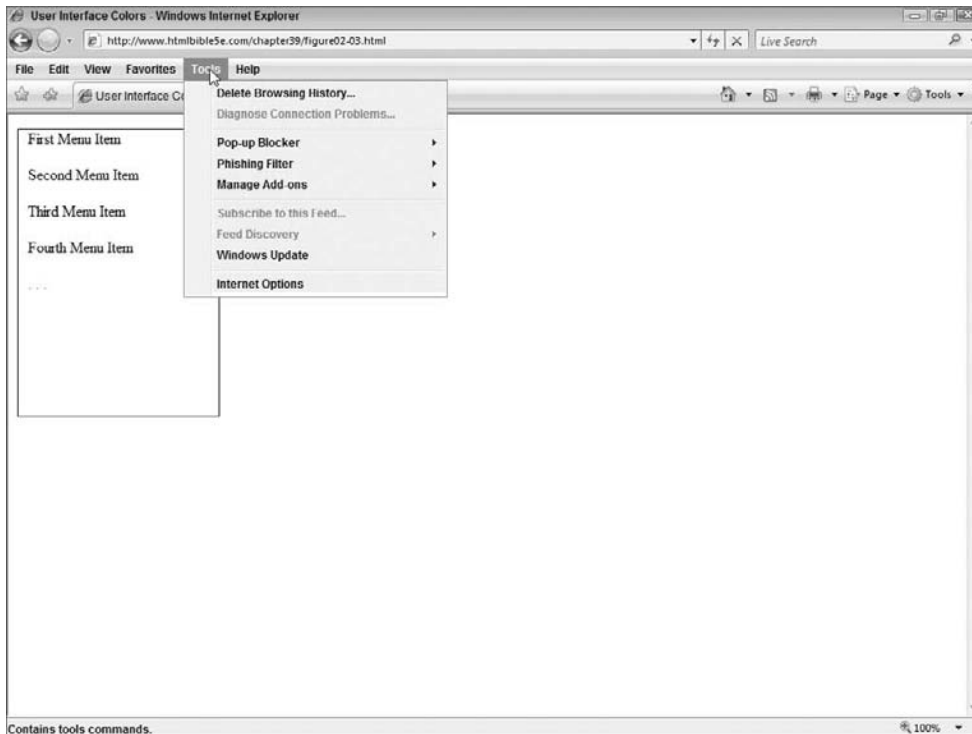 User Interface Colors - Windows Internet Explorer
http://www.htmlbible5e.com/chapter39/figure02-03.html
Live Search
File Edit View Favorites Tools Help
User Interface Co
Page Tools
Delete Browsing History...
Diagnose Connection Problems...
Pop-up Blocker
Phishing Filter
Manage Add-ons
Subscribe to this Feed...
Feed Discovery
Windows Update
Internet Options
First Menu Item
Second Menu Item
Third Menu Item
Fourth Menu Item
. . .
Contains tools commands.
100%